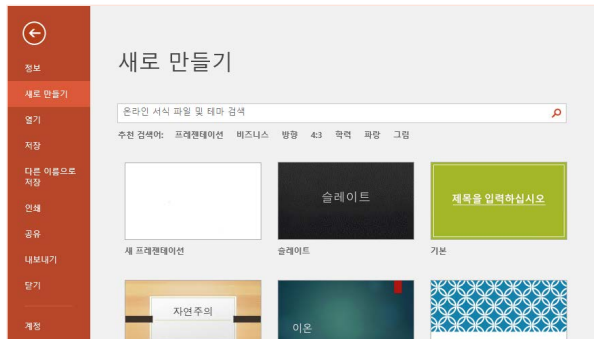 정보
새로 만들기
열기
저장
다른 이름으로
저장
인쇄
공유
내보내기
닫기
계정
새로 만들기
온라인 서식 파일 및 테마 검색
추천 검색어: 프레젠테이션 비즈니스 방향 4:3 학력 파랑 그림
슬레이트
제목을 입력하십시오
새 프레젠테이션
슬레이트
기본
자연주의
이온